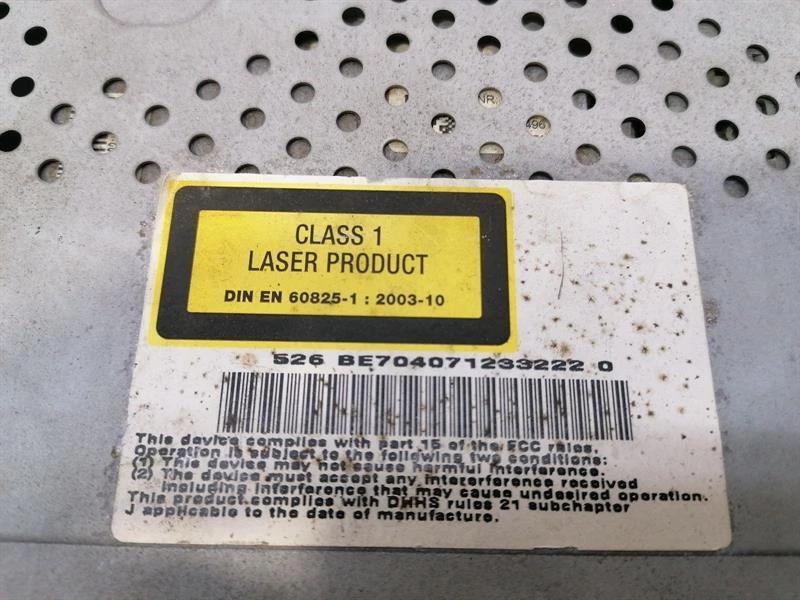 NR.
496
CLASS 1
LASER PRODUCT
DIN EN 60825-1 : 2003-10
526 BE704071233222 0
This device complies with part 15 of the FCC rules.
Operation is subject to the following two conditions:
(1) This device may not cause harmful interference.
(2) The device must accept any interference received
including interference that may cause undesired operation.
This product complies with DHHS rules 21 subchapter
J applicable to the date of manufacture.